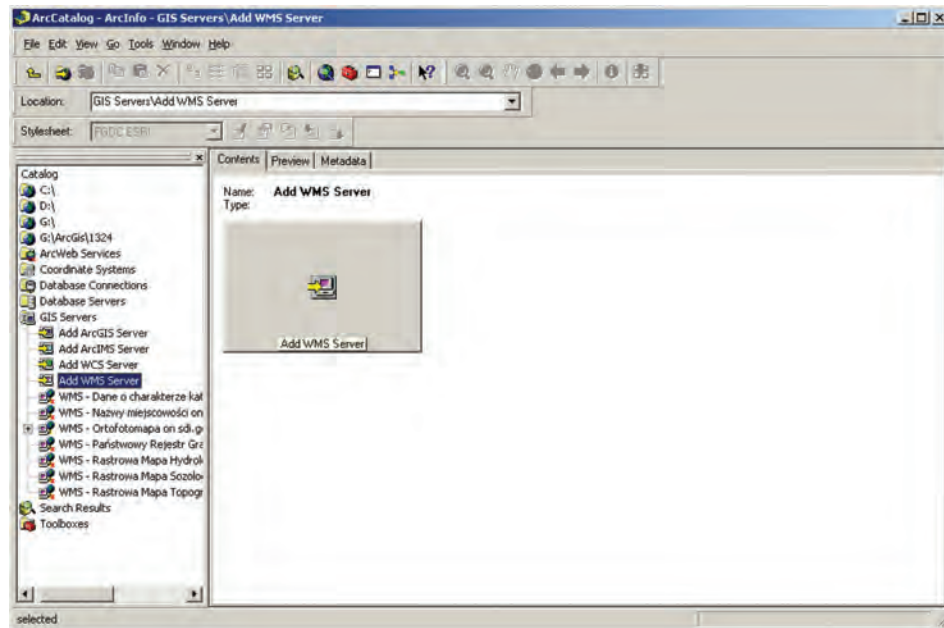 ArcCatalog - ArcInfo - GIS Servers\Add WMS Server
File Edit View Go Tools Window Help
Location: GIS Servers\Add WMS Server
Stylesheet: FGDC ESRI
Contents Preview Metadata
Catalog
C:\
D:\
G:\
G:\ArcGis\1324
ArcWeb Services
Coordinate Systems
Database Connections
Database Servers
GIS Servers
Add ArcGIS Server
Add ArcIMS Server
Add WCS Server
Add WMS Server
WMS - Dane o charakterze kat
WMS - Nazwy miejscowości on
WMS - Ortofotomapa on sdi.g
WMS - Państwowy Rejestr Gra
WMS - Rastrowa Mapa Hydrol
WMS - Rastrowa Mapa Sozolo
WMS - Rastrowa Mapa Topogr
Search Results
Toolboxes
Name: Add WMS Server
Type:
Add WMS Server
selected